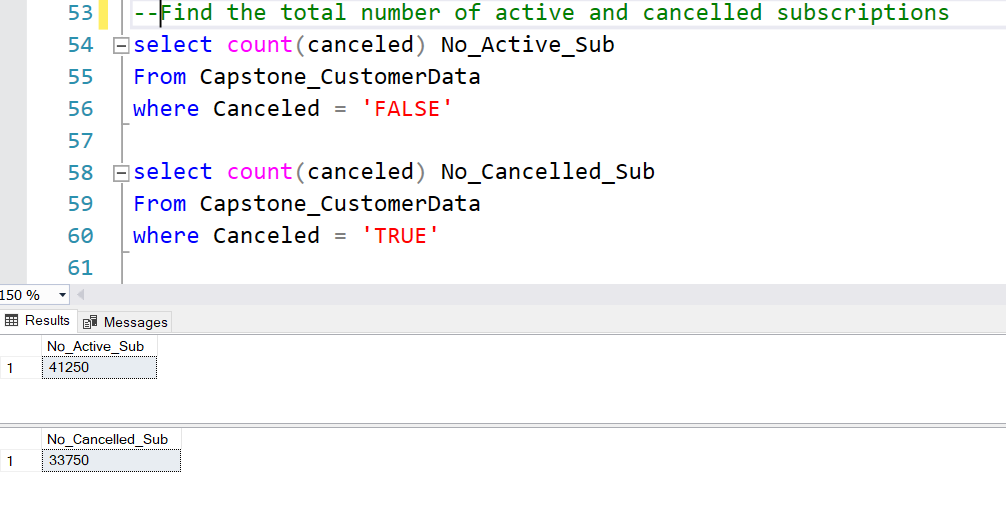 53 --Find the total number of active and cancelled subscriptions
54 select count(canceled) No_Active_Sub
55 From Capstone_CustomerData
56 where Canceled = 'FALSE'
57
58 select count(canceled) No_Cancelled_Sub
59 From Capstone_CustomerData
60 where Canceled = 'TRUE'
61
150 %
Results Messages
No_Active_Sub
1 41250
No_Cancelled_Sub
1 33750